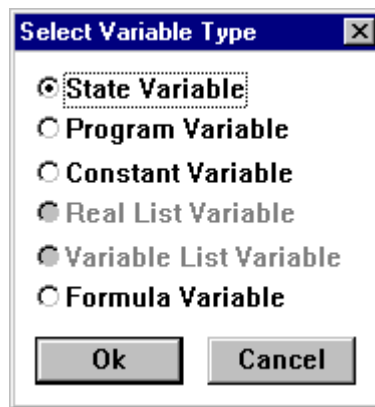 Select Variable Type
State Variable
Program Variable
Constant Variable
Real List Variable
Variable List Variable
Formula Variable
Ok Cancel